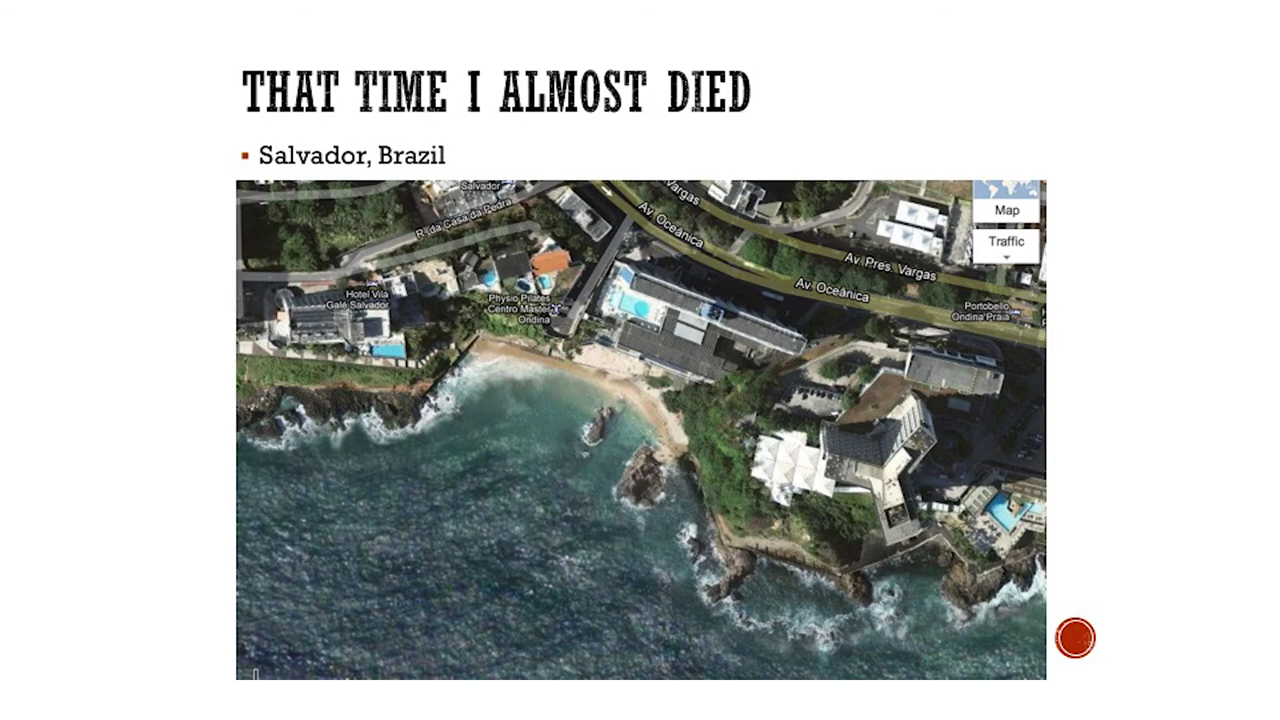 THAT TIME I ALMOST DIED
Salvador, Brazil
Salvador
R. da Casa da Pedra
Vargas
Av. Oceânica
Map
Traffic
Av. Pres. Vargas
Av. Oceânica
Hotel Vila
Galé Salvador
Physio Pilates
Centro Master
Ondina
Portobello
Ondina Praia